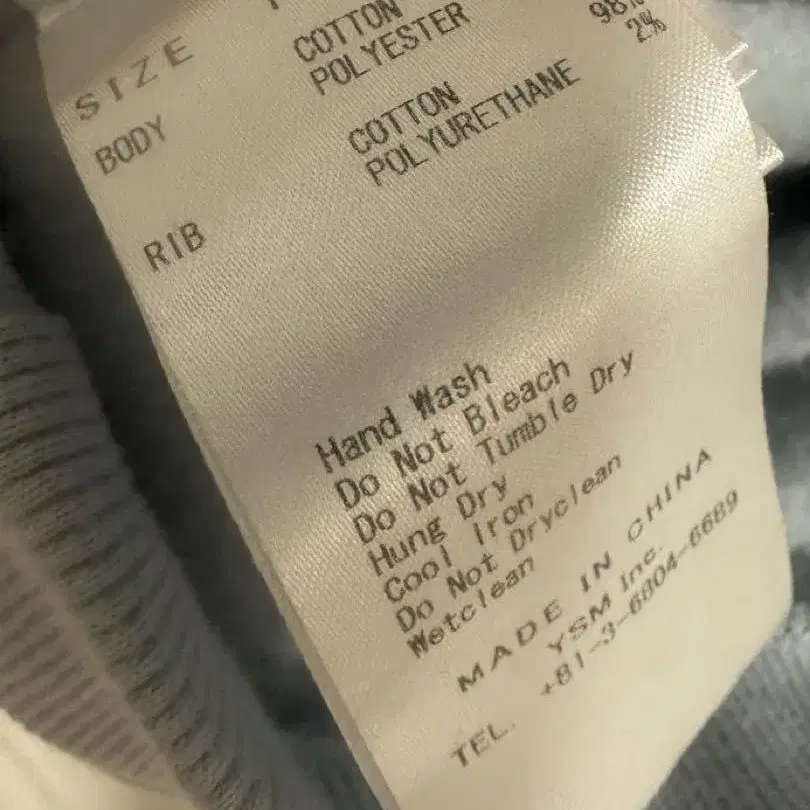 SIZE
BODY COTTON
POLYESTER
RIB COTTON 98%
POLYURETHANE 2%
Hand Wash
Do Not Bleach
Do Not Tumble Dry
Hung Dry
Cool Iron
Do Not Dryclean
Wetclean
MADE IN CHINA
YSM Inc.
TEL. +81-3-6804-6689